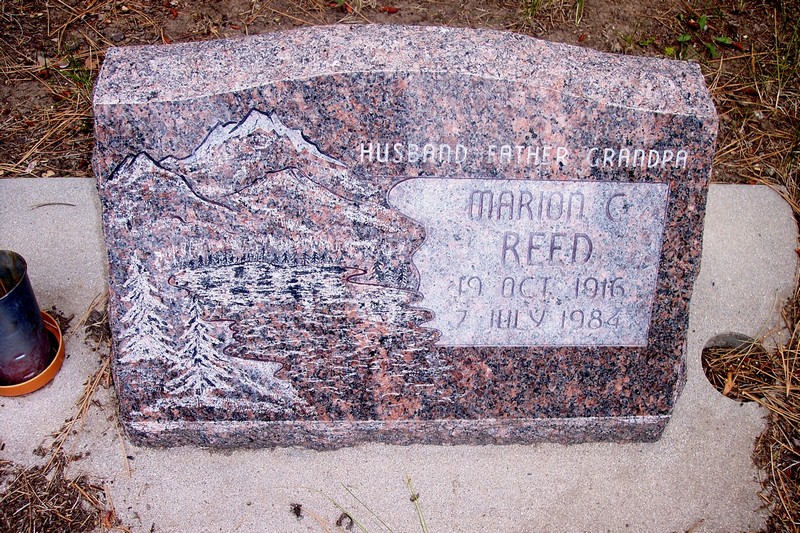 HUSBAND FATHER GRANDPA
MARION C
REED
19 OCT 1916
7 JULY 1984